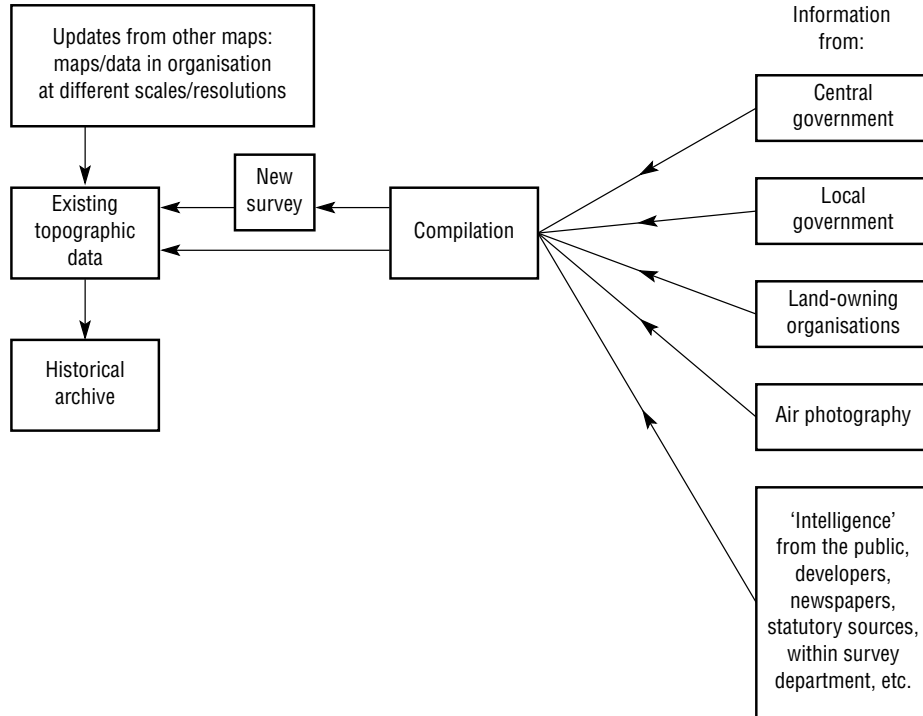 Updates from other maps:
maps/data in organisation
at different scales/resolutions
Existing
topographic
data
Historical
archive
New
survey
Compilation
Information
from:
Central
government
Local
government
Land-owning
organisations
Air photography
‘Intelligence’
from the public,
developers,
newspapers,
statutory sources,
within survey
department, etc.